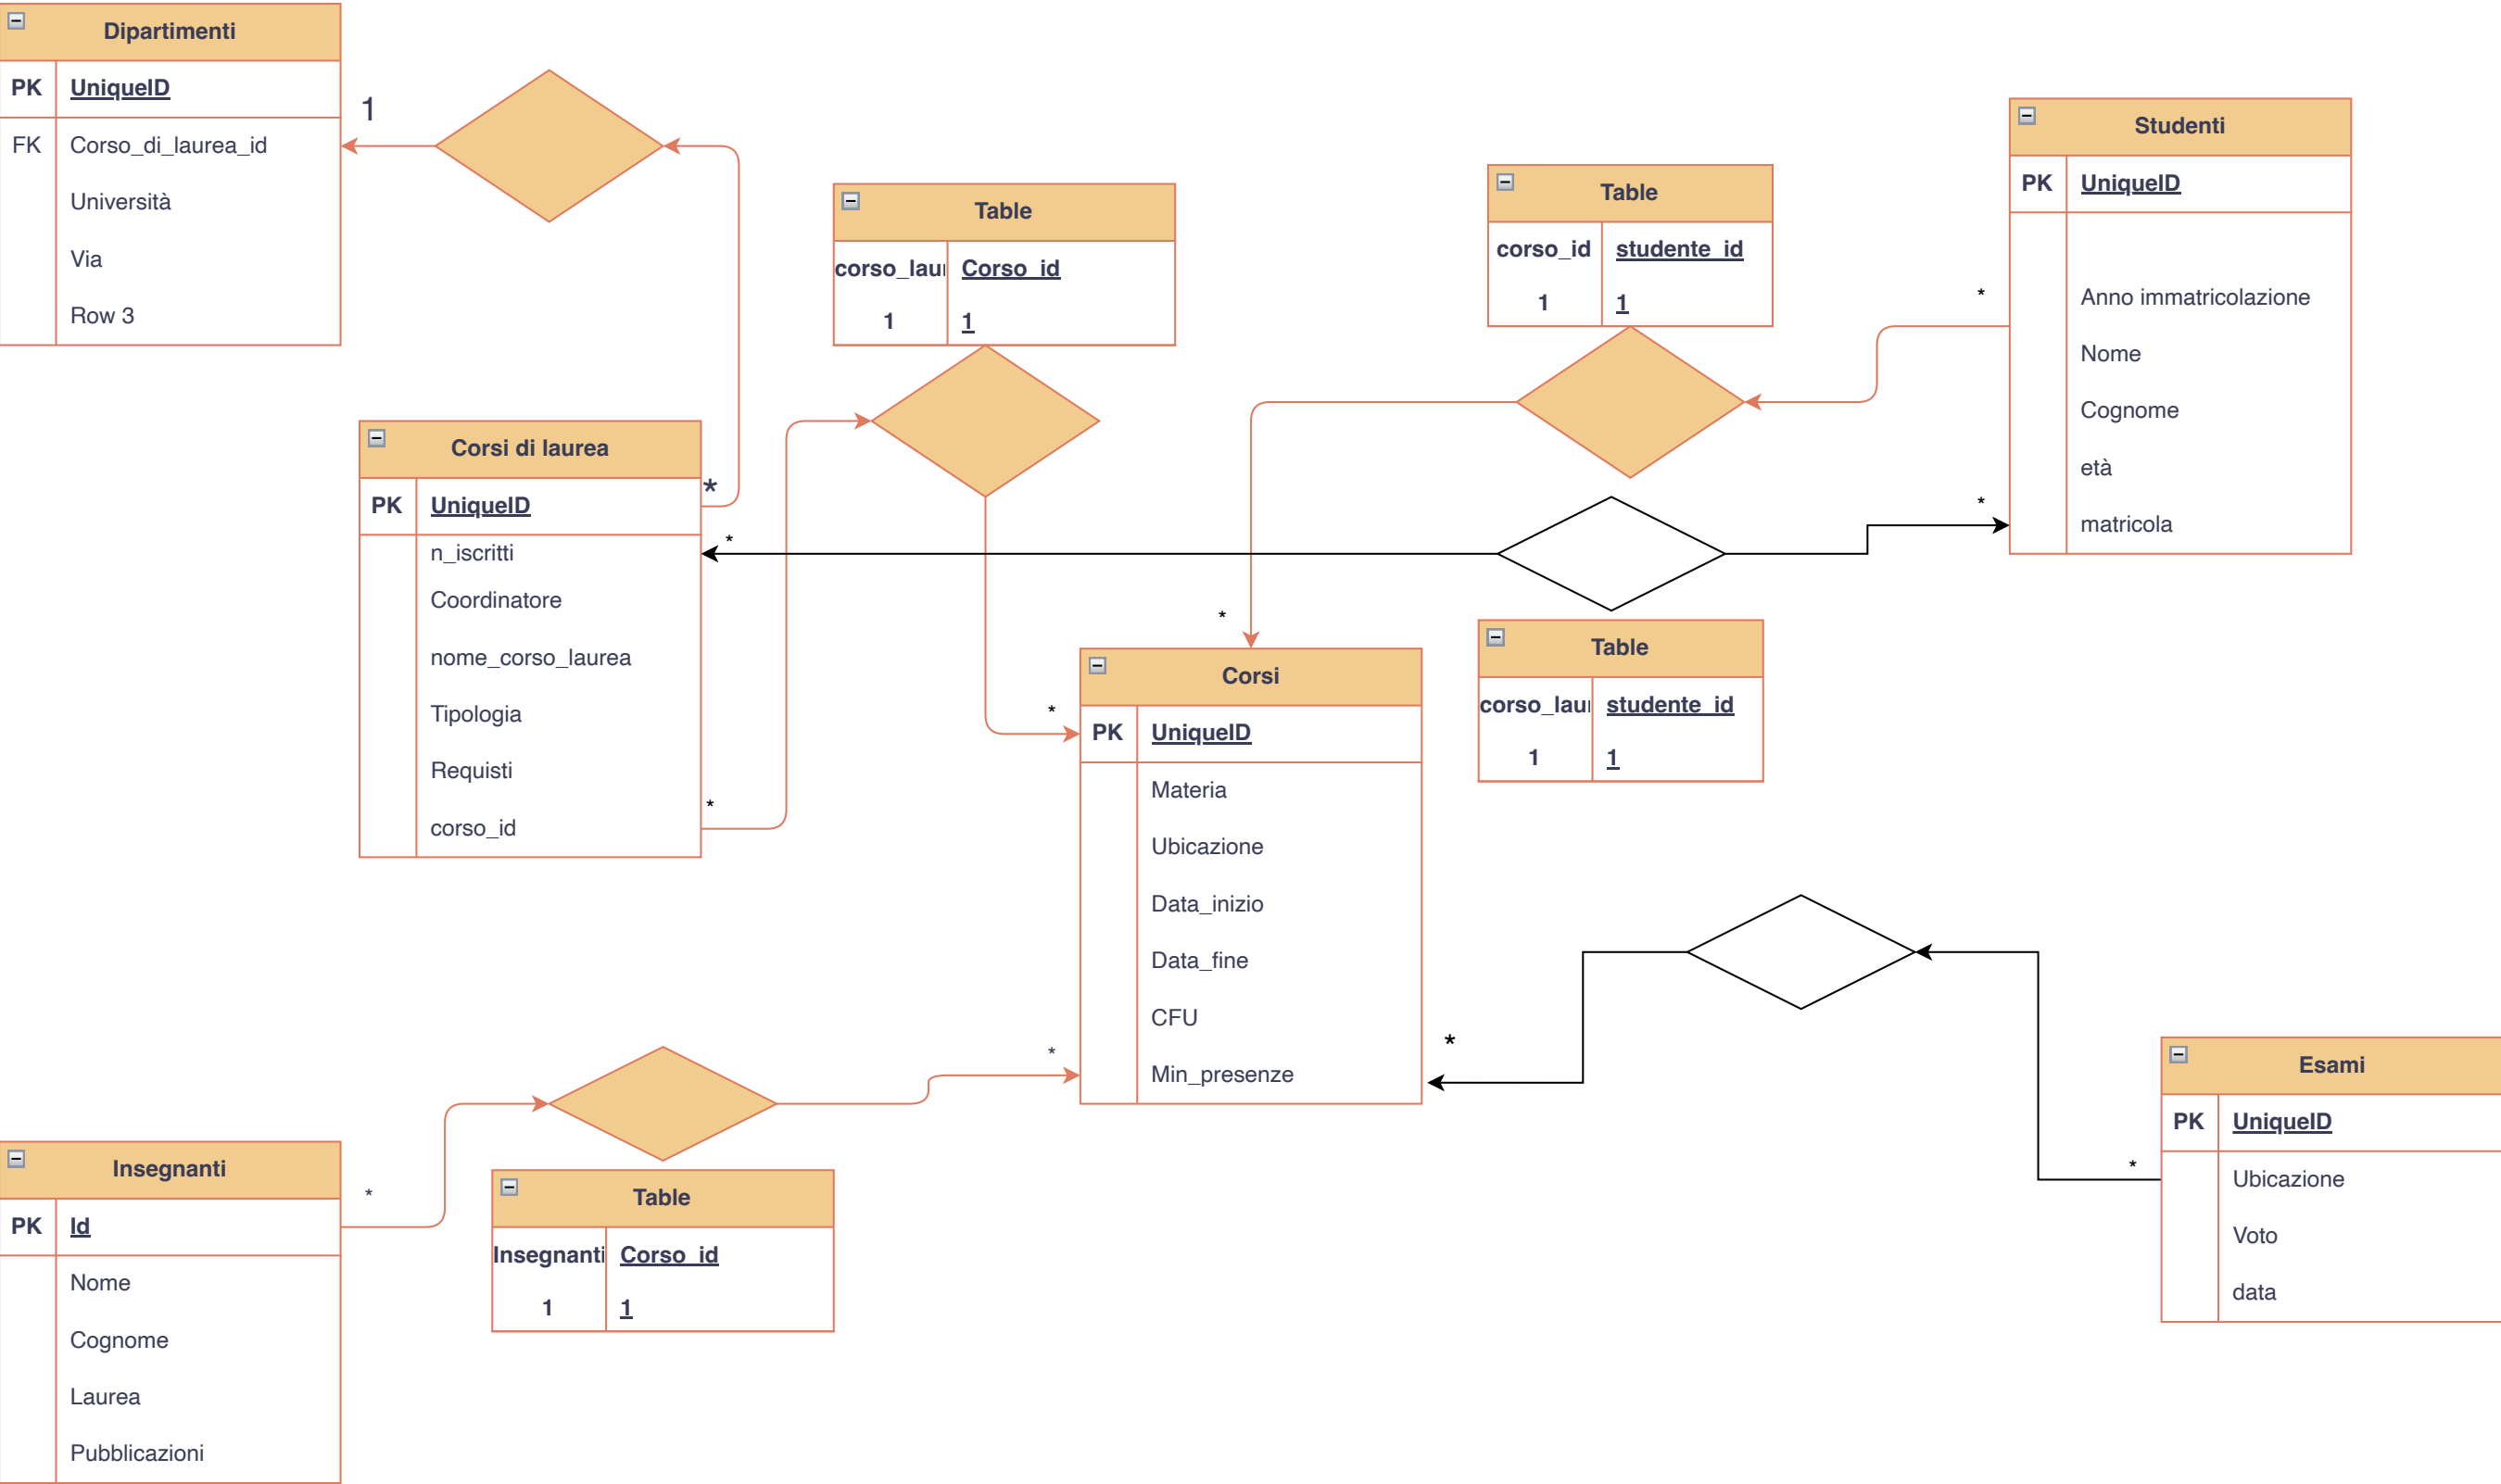 Dipartimenti
PK UniqueID
FK Corso_di_laurea_id
Università
Via
Row 3
1
*
Corsi di laurea
PK UniqueID
n_iscritti
Coordinatore
nome_corso_laurea
Tipologia
Requisti
corso_id
*
*
Table
corso_lau Corso_id
1 1
*
Table
corso_id studente_id
1 1
*
*
Studenti
PK UniqueID
Anno immatricolazione
Nome
Cognome
età
matricola
*
Table
corso_lau studente_id
1 1
Corsi
PK UniqueID
Materia
Ubicazione
Data_inizio
Data_fine
CFU
Min_presenze
*
*
Esami
PK UniqueID
Ubicazione
Voto
data
*
Insegnanti
PK Id
Nome
Cognome
Laurea
Pubblicazioni
*
Table
Insegnanti Corso_id
1 1